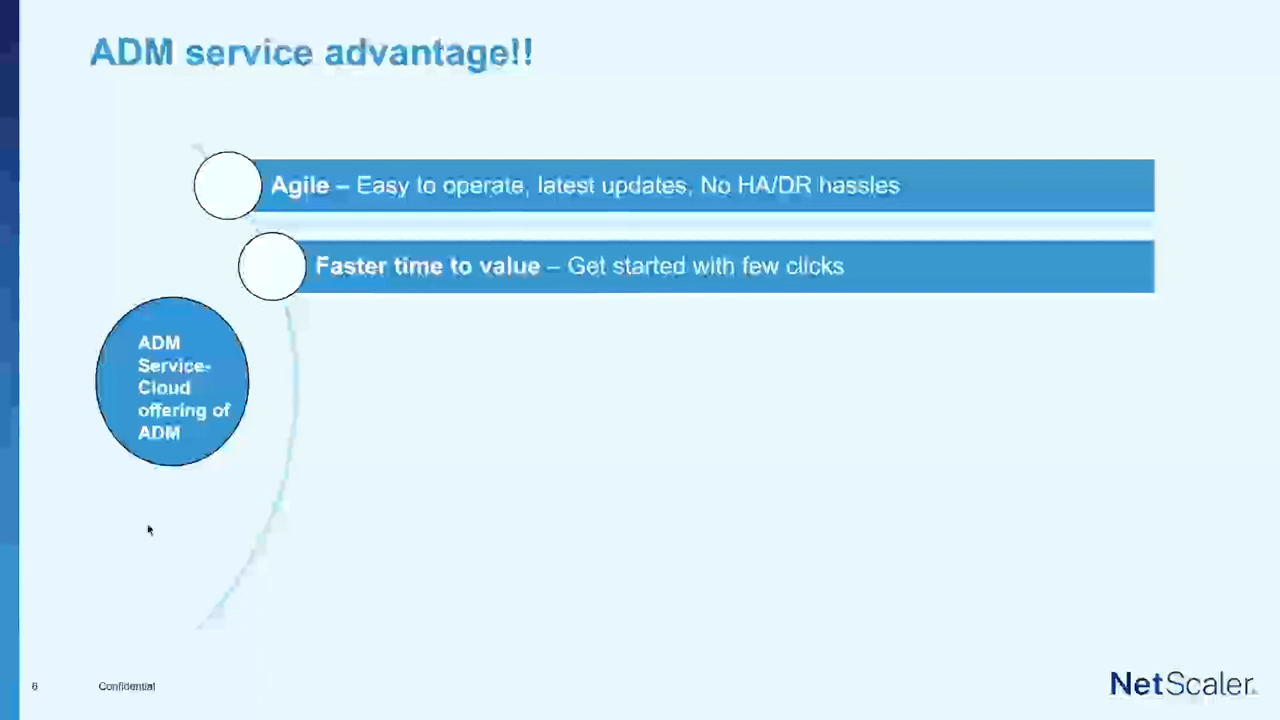 ADM service advantage!!
Agile – Easy to operate, latest updates, No HA/DR hassles
Faster time to value – Get started with few clicks
ADM
Service-
Cloud
offering of
ADM
6
Confidential
NetScaler.